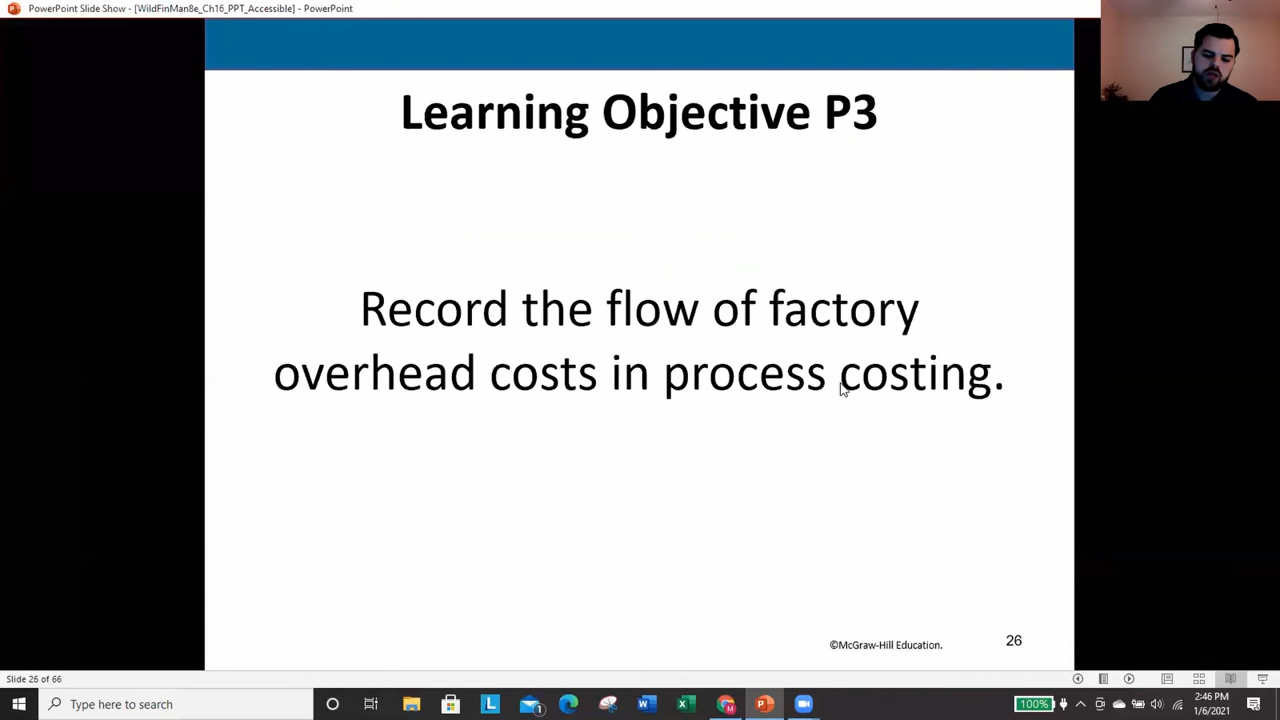 PowerPoint Slide Show - [WildFinMan8e_Ch16_PPT_Accessible] - PowerPoint
Learning Objective P3
Record the flow of factory
overhead costs in process costing.
©McGraw-Hill Education.
26
Slide 26 of 66
Type here to search
100%
2:46 PM
1/6/2021